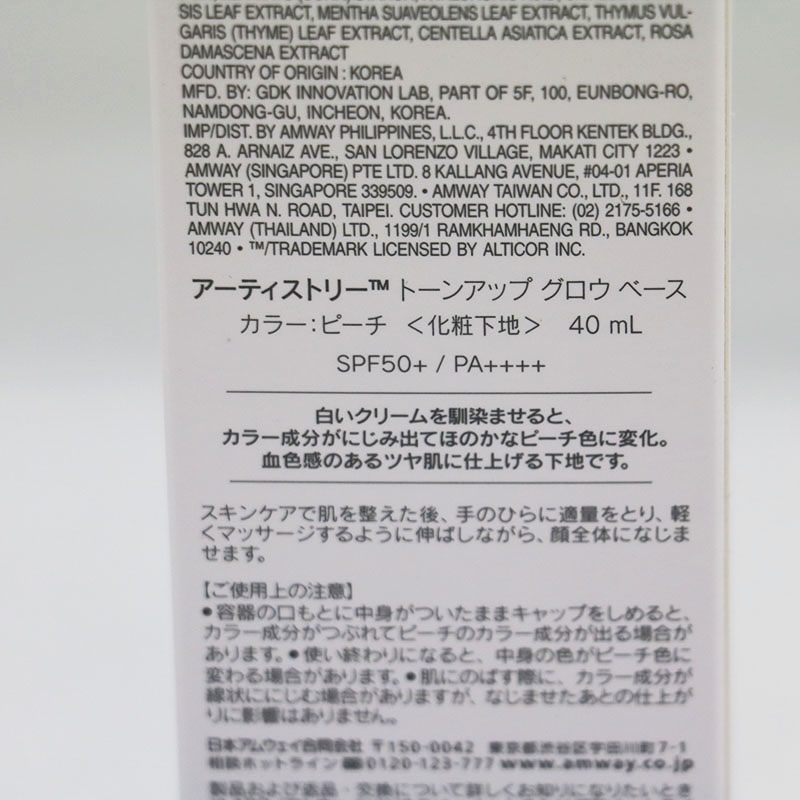 SIS LEAF EXTRACT, MENTHA SUAVEOLENS LEAF EXTRACT, THYMUS VUL-
GARIS (THYME) LEAF EXTRACT, CENTELLA ASIATICA EXTRACT, ROSA
DAMASCENA EXTRACT
COUNTRY OF ORIGIN : KOREA
MFD. BY: GDK INNOVATION LAB, PART OF 5F, 100, EUNBONG-RO,
NAMDONG-GU, INCHEON, KOREA.
IMP/DIST. BY AMWAY PHILIPPINES, L.L.C., 4TH FLOOR KENTEK BLDG.,
828 A. ARNAIZ AVE., SAN LORENZO VILLAGE, MAKATI CITY 1223 •
AMWAY (SINGAPORE) PTE LTD. 8 KALLANG AVENUE, #04-01 APERIA
TOWER 1, SINGAPORE 339509. • AMWAY TAIWAN CO., LTD., 11F. 168
TUN HWA N. ROAD, TAIPEI. CUSTOMER HOTLINE: (02) 2175-5166 •
AMWAY (THAILAND) LTD., 1199/1 RAMKHAMHAENG RD., BANGKOK
10240 • ™/TRADEMARK LICENSED BY ALTICOR INC.
アーティストリー™ トーンアップ グロウ ベース
カラー：ピーチ ＜化粧下地＞ 40 mL
SPF50+ / PA++++
白いクリームを馴染ませると、
カラー成分がにじみ出てほのかなピーチ色に変化。
血色感のあるツヤ肌に仕上げる下地です。
スキンケアで肌を整えた後、手のひらに適量をとり、軽
くマッサージするように伸ばしながら、顔全体になじま
せます。
【ご使用上の注意】
●容器の口もとに中身がついたままキャップをしめると、
カラー成分がつぶれてピーチのカラー成分が出る場合が
あります。●使い終わりになると、中身の色がピーチ色に
変わる場合があります。●肌にのばす際に、カラー成分が
線状ににじむ場合がありますが、なじませたあとの仕上が
りに影響はありません。
日本アムウェイ合同会社 〒150-0042 東京都渋谷区宇田川町7-1
相談ホットライン 0120-123-777 www.amway.co.jp
製品および返品・交換について詳しくお知りになりたいとき